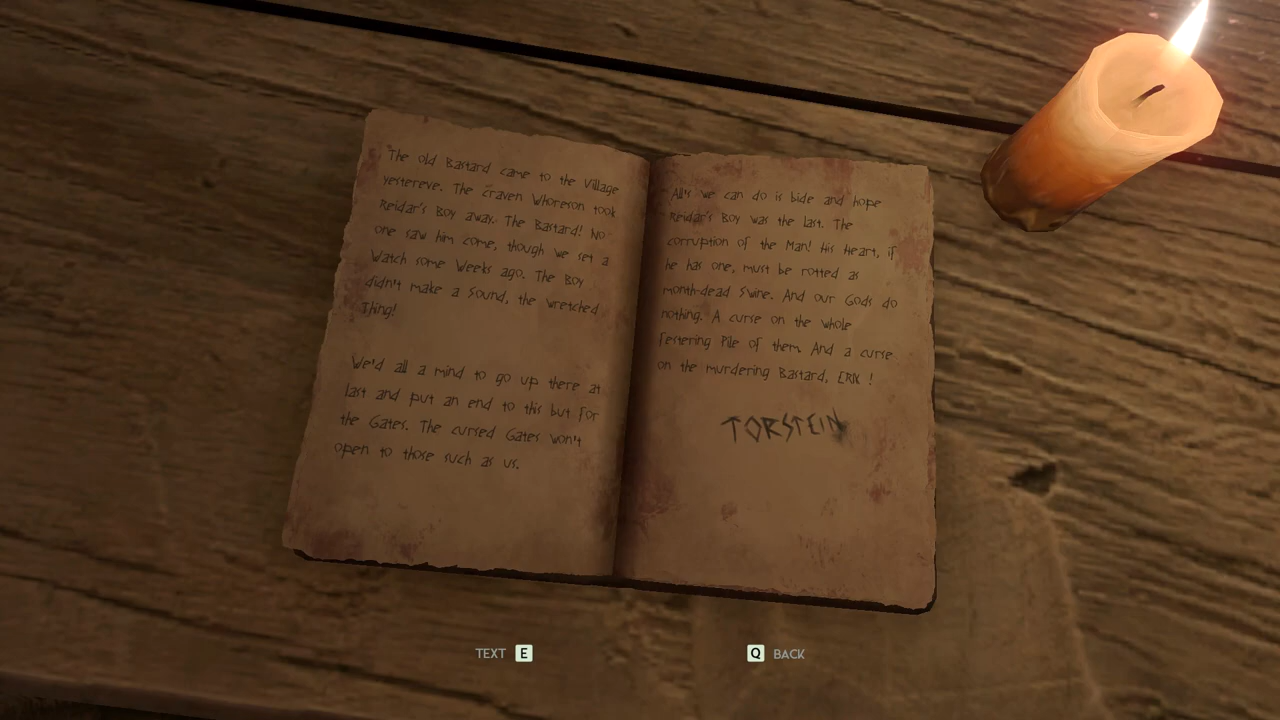 The old Bastard came to the Village
yestereve. The craven Whoreson took
Reidar's Boy away. The Bastard! No
one saw him come, though we set a
Watch some Weeks ago. The Boy
didn't make a Sound, the wretched
Thing!
We'd all a mind to go up there at
last and put an end to this but for
the Gates. The cursed Gates won't
open to those such as us.
All's we can do is bide and hope
Reidar's Boy was the last. The
corruption of the Man! His Heart, if
he has one, must be rotted as
month-dead Swine. And our Gods do
nothing. A curse on the whole
festering Pile of them. And a curse
on the murdering Bastard, ERIK !
TORSTEIN
TEXT E
Q BACK